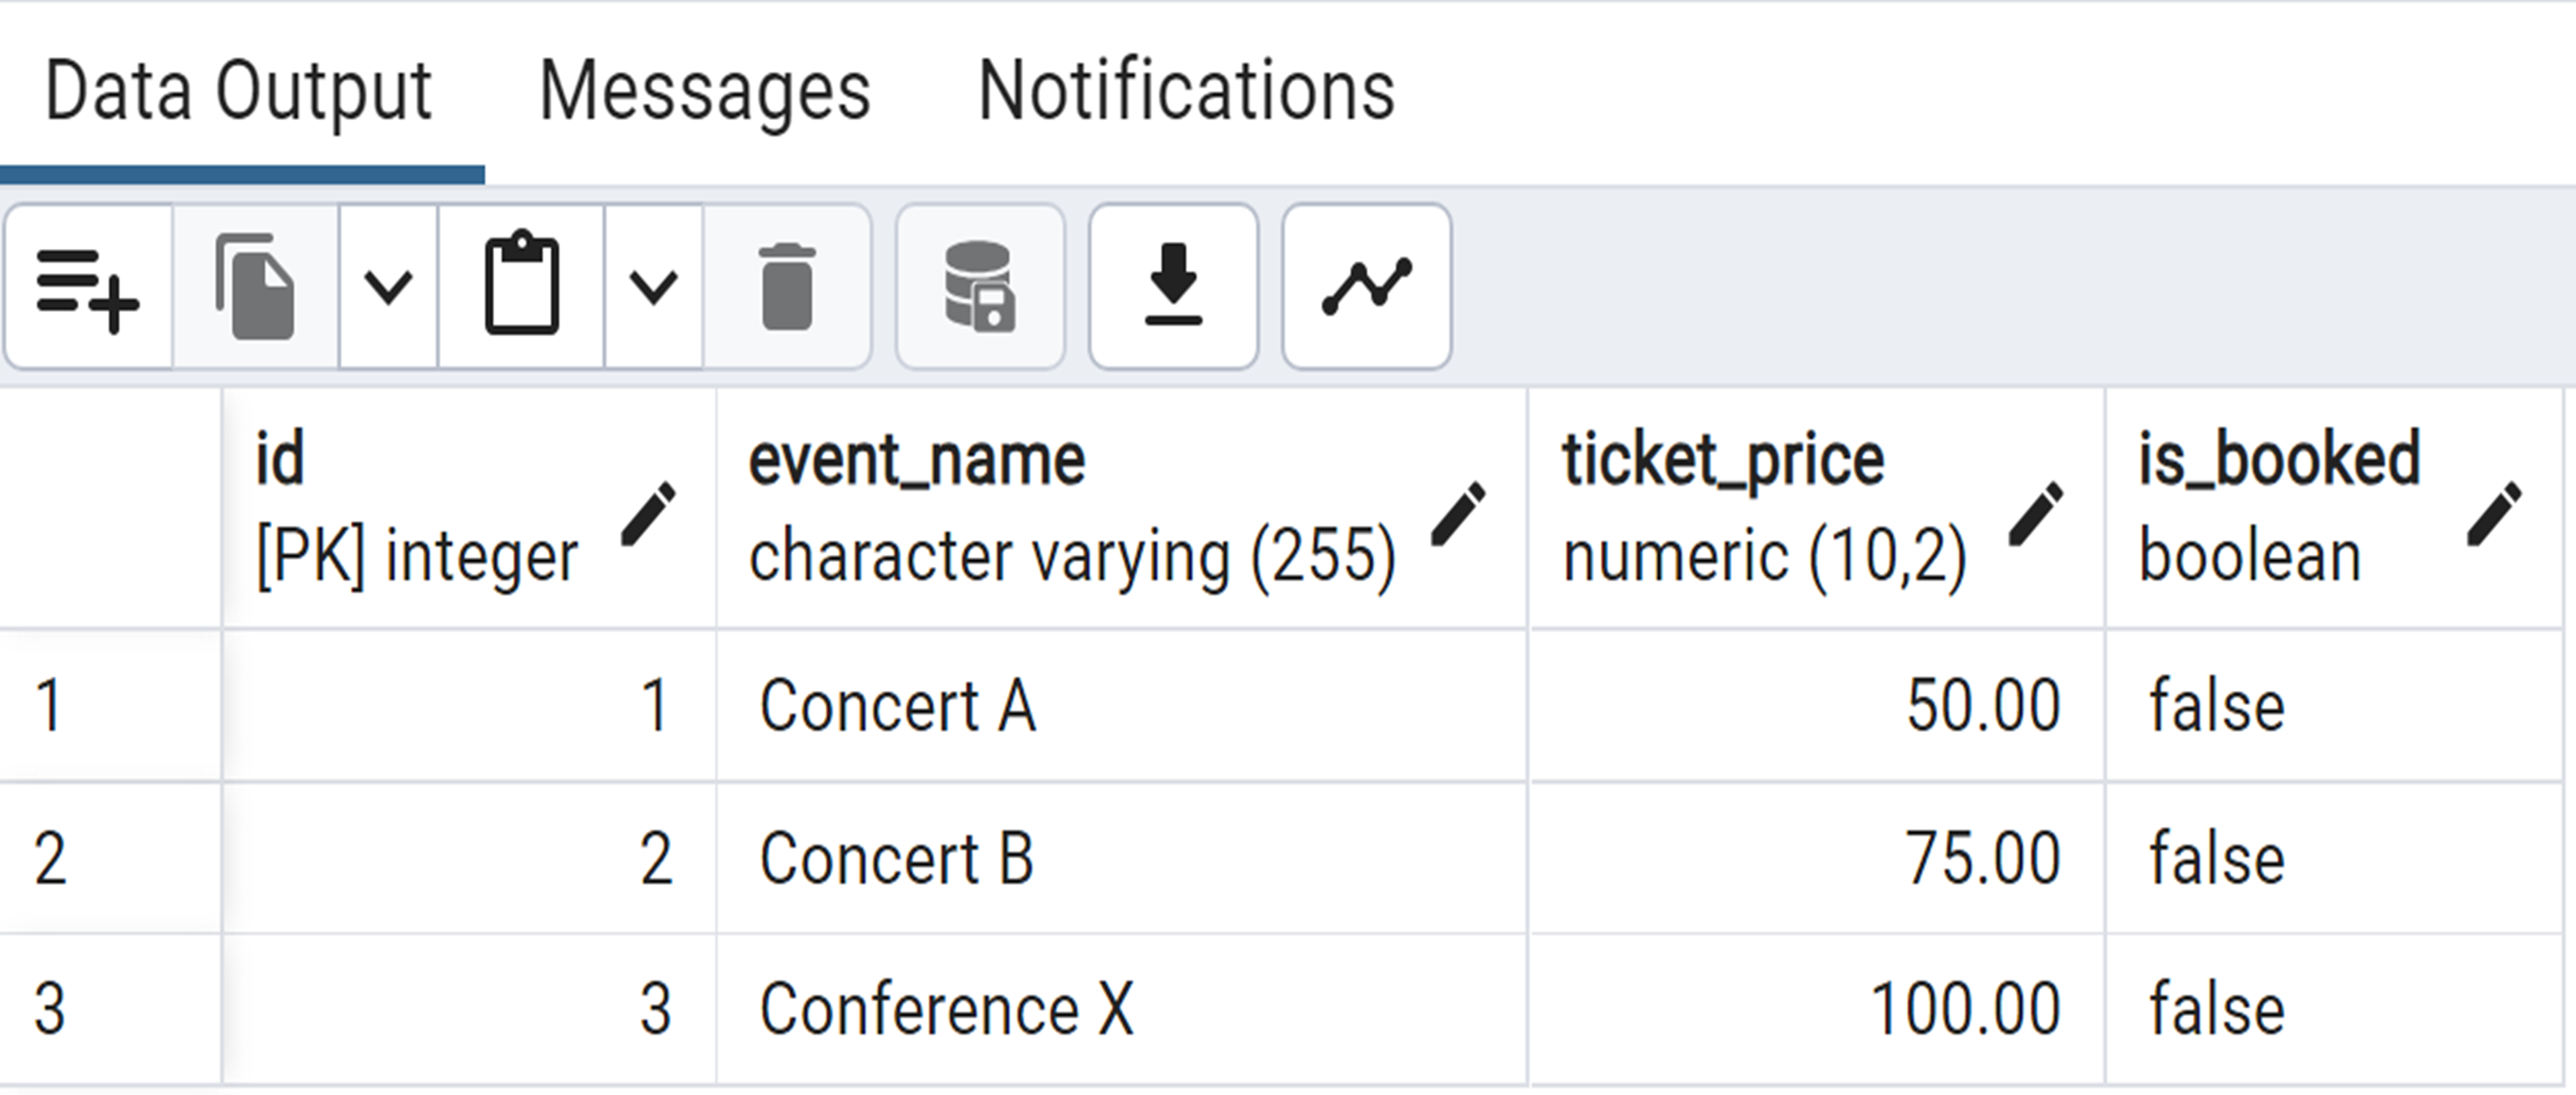 Data Output Messages Notifications
id event_name ticket_price is_booked
[PK] integer character varying (255) numeric (10,2) boolean
1 1 Concert A 50.00 false
2 2 Concert B 75.00 false
3 3 Conference X 100.00 false